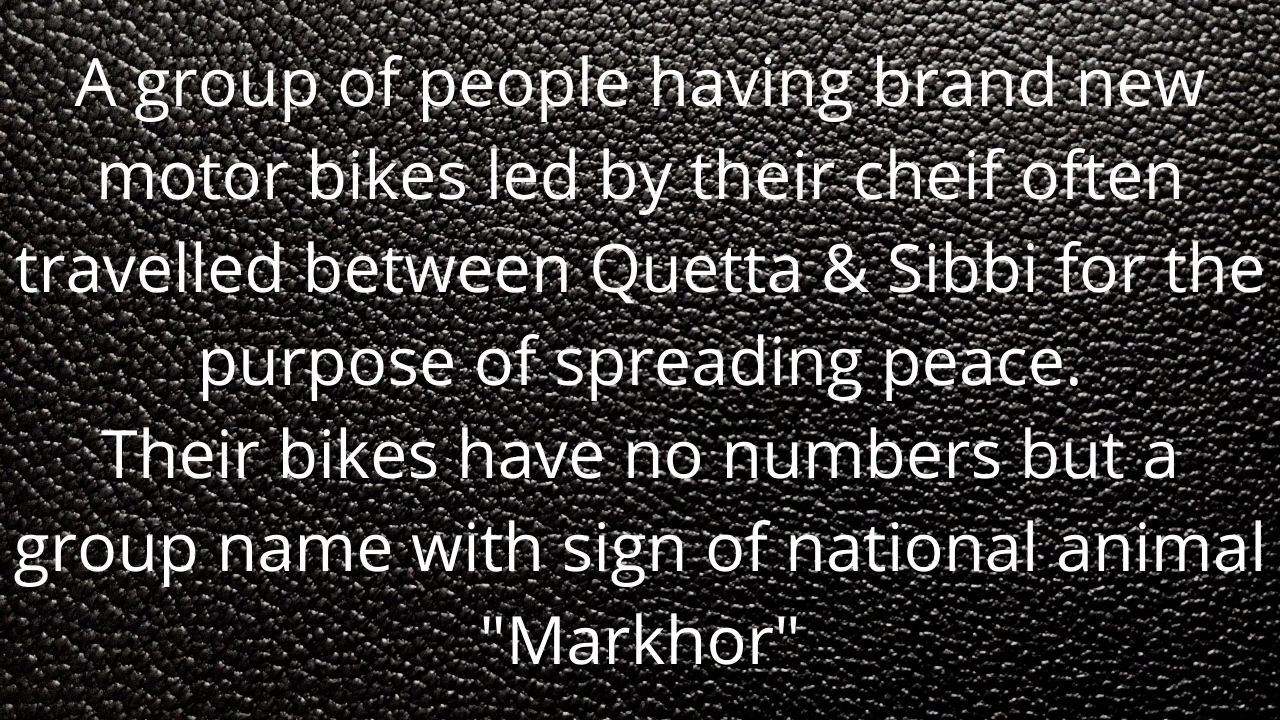 A group of people having brand new
motor bikes led by their cheif often
travelled between Quetta & Sibbi for the
purpose of spreading peace.
Their bikes have no numbers but a
group name with sign of national animal
"Markhor"